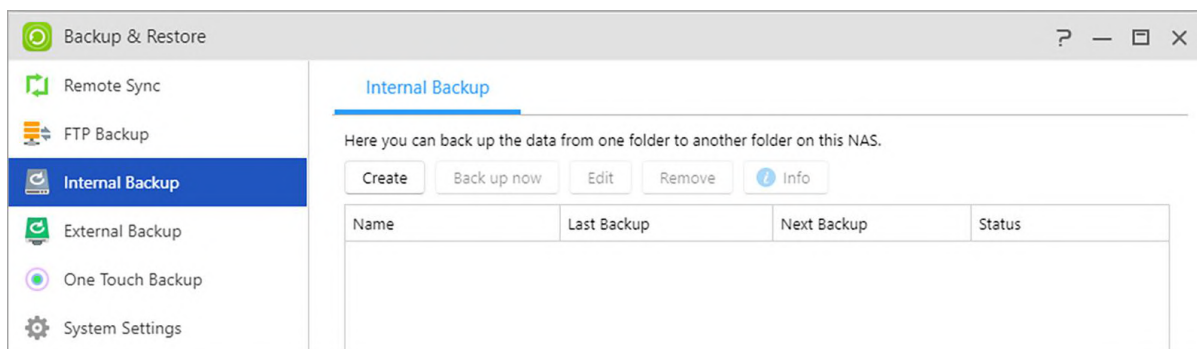 Backup & Restore
Remote Sync
FTP Backup
Internal Backup
External Backup
One Touch Backup
System Settings
Internal Backup
Here you can back up the data from one folder to another folder on this NAS.
Create Back up now Edit Remove Info
Name Last Backup Next Backup Status